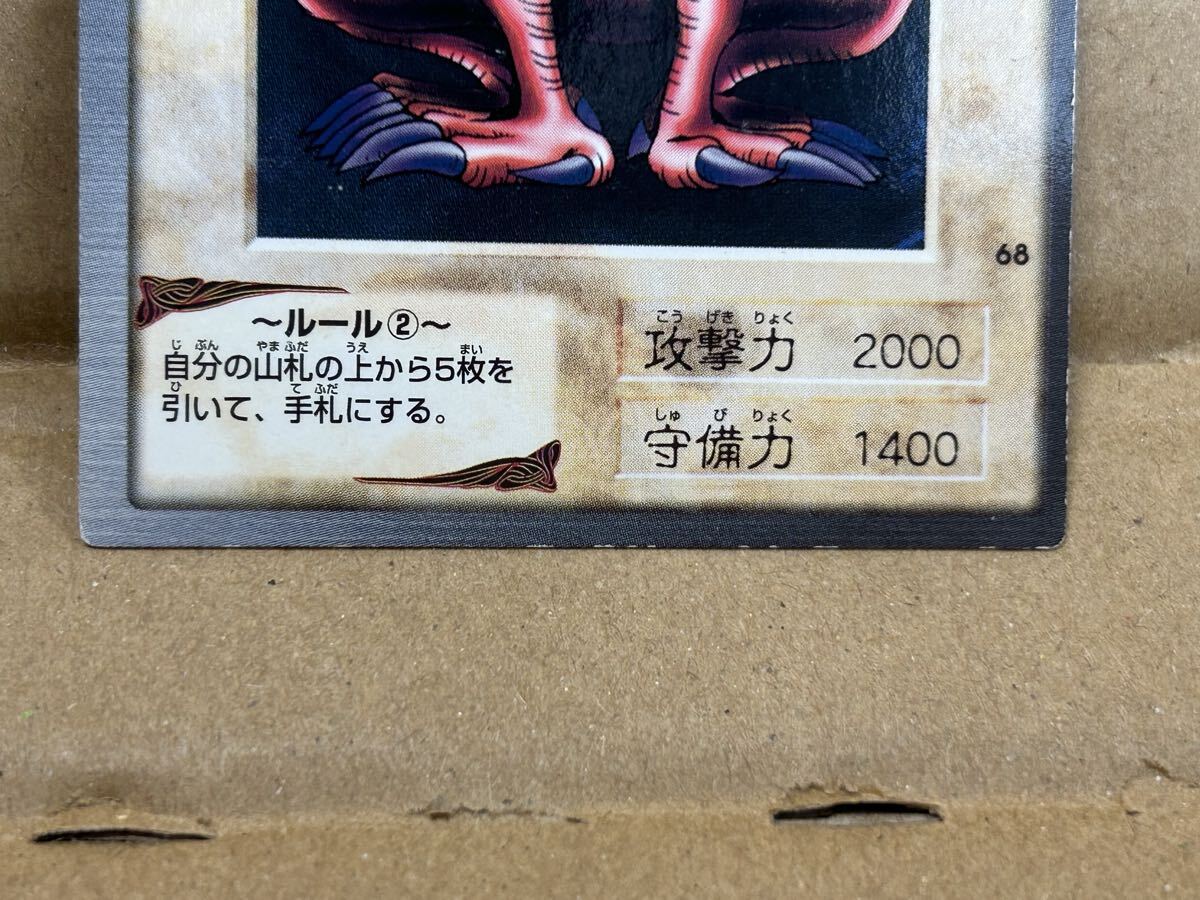 68
～ルール②～
じ ぶん やま ふだ うえ まい
自分の山札の上から5枚を
ひ て ふだ
引いて、手札にする。
こう げき りょく
攻撃力 2000
しゅ び りょく
守備力 1400